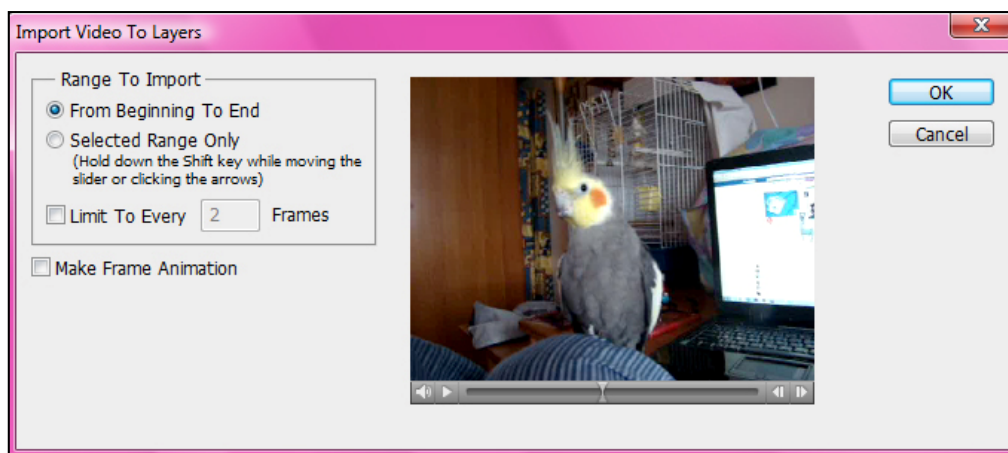 Import Video To Layers
Range To Import
From Beginning To End
Selected Range Only
(Hold down the Shift key while moving the
slider or clicking the arrows)
Limit To Every 2 Frames
Make Frame Animation
OK
Cancel